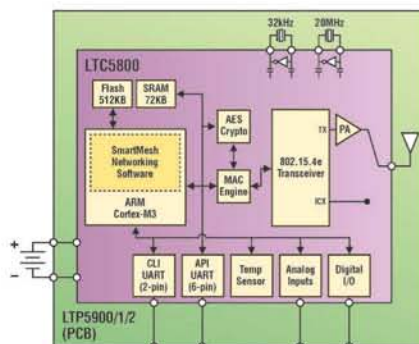 32kHz
20MHz
LTC5800
Flash
512KB
SRAM
72KB
AES
Crypto
TX
PA
SmartMesh
Networking
Software
802.15.4e
Transceiver
MAC
Engine
ARM
Cortex-M3
+
–
CLI
UART
(2-pin)
API
UART
(6-pin)
Temp
Sensor
Analog
Inputs
Digital
I/O
LTP5900/1/2
(PCB)